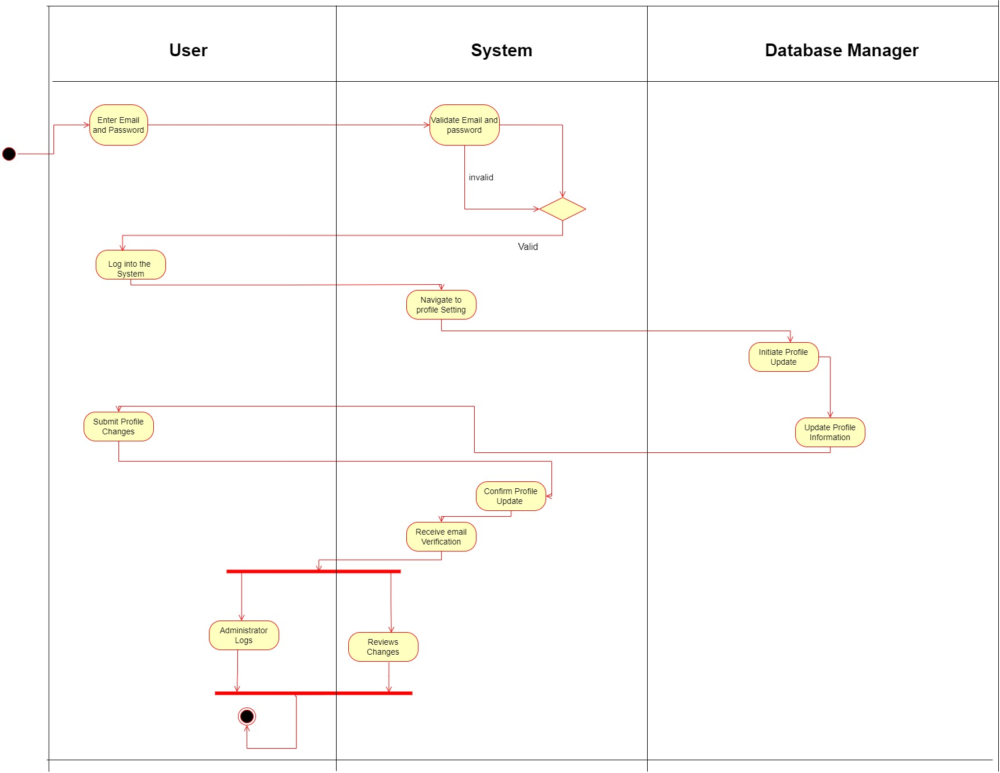 User
System
Database Manager
Enter Email
and Password
Validate Email and
password
invalid
Valid
Log into the
System
Navigate to
profile Setting
Initiate Profile
Update
Submit Profile
Changes
Update Profile
Information
Confirm Profile
Update
Receive email
Verification
Administrator
Logs
Reviews
Changes